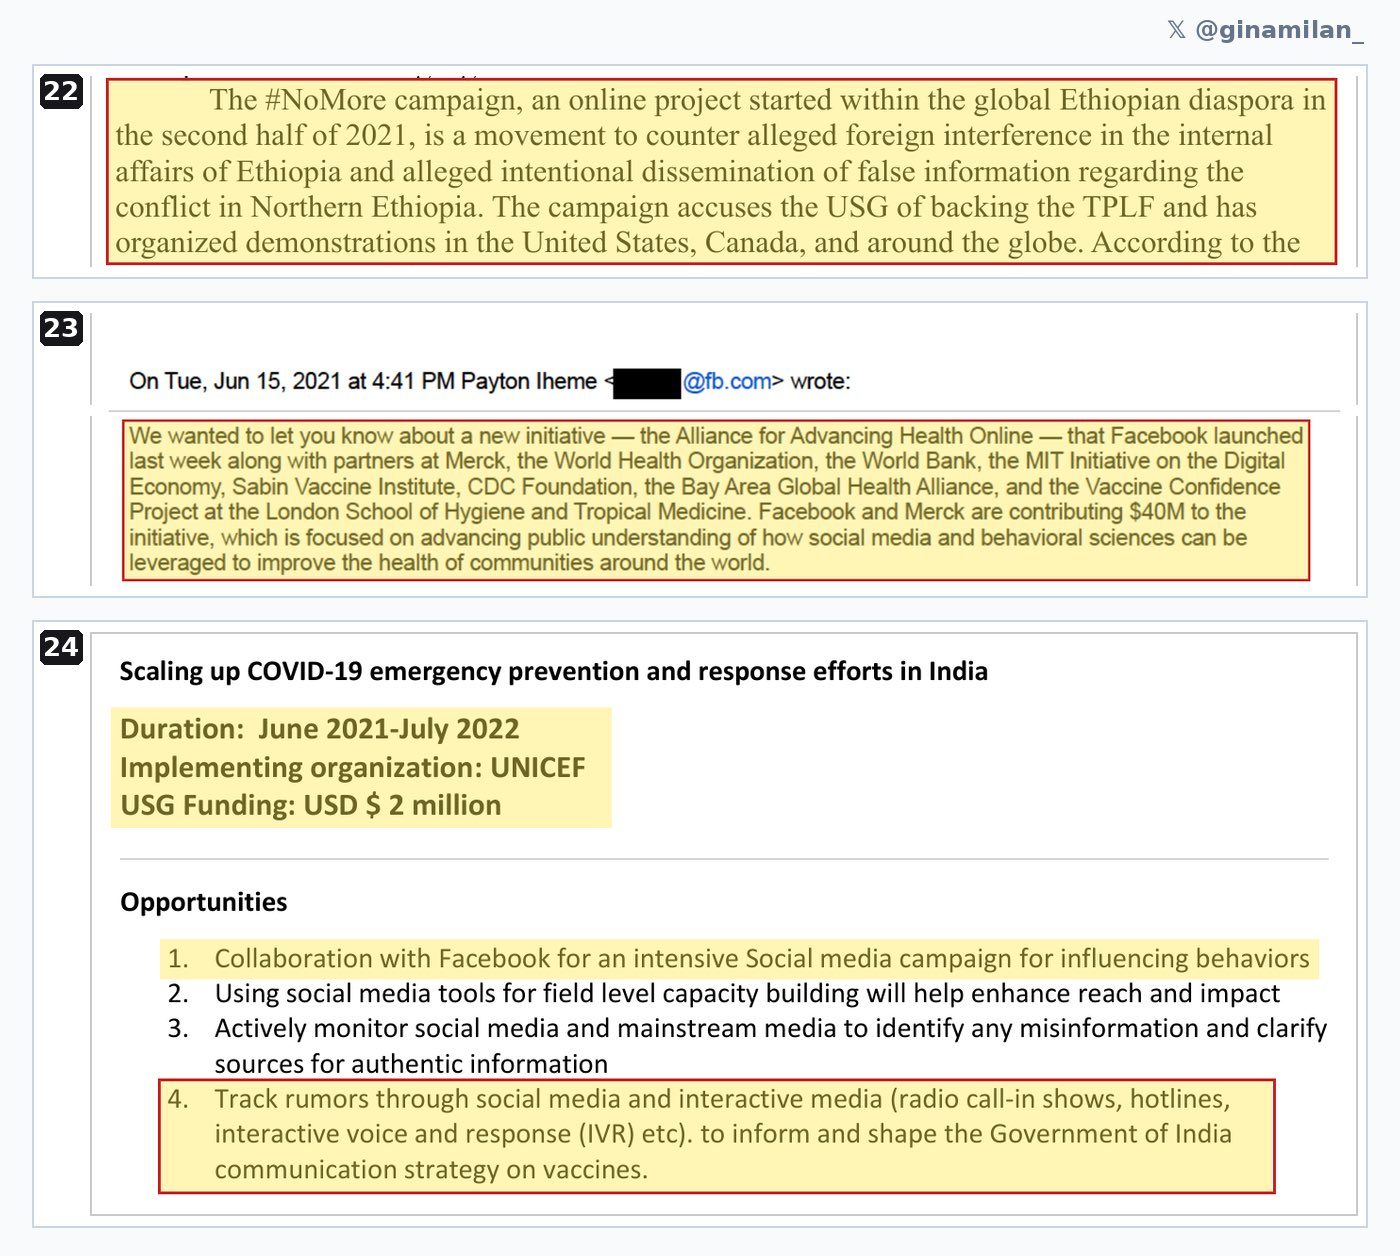 𝕏 @ginamilan_
22
The #NoMore campaign, an online project started within the global Ethiopian diaspora in
the second half of 2021, is a movement to counter alleged foreign interference in the internal
affairs of Ethiopia and alleged intentional dissemination of false information regarding the
conflict in Northern Ethiopia. The campaign accuses the USG of backing the TPLF and has
organized demonstrations in the United States, Canada, and around the globe. According to the
23
On Tue, Jun 15, 2021 at 4:41 PM Payton Iheme < @fb.com> wrote:
We wanted to let you know about a new initiative — the Alliance for Advancing Health Online — that Facebook launched
last week along with partners at Merck, the World Health Organization, the World Bank, the MIT Initiative on the Digital
Economy, Sabin Vaccine Institute, CDC Foundation, the Bay Area Global Health Alliance, and the Vaccine Confidence
Project at the London School of Hygiene and Tropical Medicine. Facebook and Merck are contributing $40M to the
initiative, which is focused on advancing public understanding of how social media and behavioral sciences can be
leveraged to improve the health of communities around the world.
24
Scaling up COVID-19 emergency prevention and response efforts in India
Duration: June 2021-July 2022
Implementing organization: UNICEF
USG Funding: USD $ 2 million
Opportunities
1. Collaboration with Facebook for an intensive Social media campaign for influencing behaviors
2. Using social media tools for field level capacity building will help enhance reach and impact
3. Actively monitor social media and mainstream media to identify any misinformation and clarify
sources for authentic information
4. Track rumors through social media and interactive media (radio call-in shows, hotlines,
interactive voice and response (IVR) etc). to inform and shape the Government of India
communication strategy on vaccines.